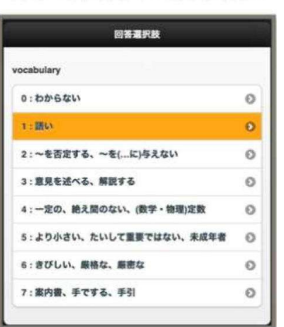 回答選択肢
vocabulary
0：わからない
1：
2：～を否定する、～を(...に)与えない
3：意見を述べる、解説する
4：一定の、絶え間のない、(数学・物理)定数
5：より小さい、たいして重要ではない、未成年者
6：きびしい、厳格な、厳密な
7：案内書、手でする、手引